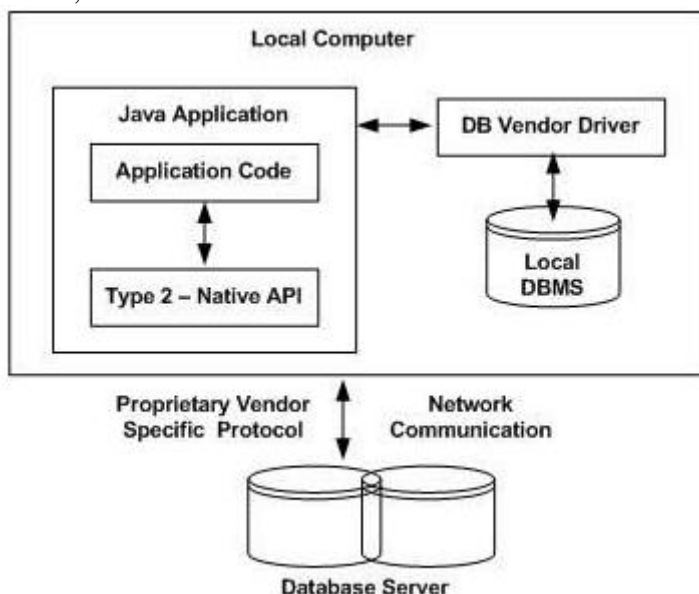 Local Computer
Java Application
DB Vendor Driver
Application Code
Type 2 – Native API
Local
DBMS
Proprietary Vendor
Specific Protocol
Network
Communication
Database Server